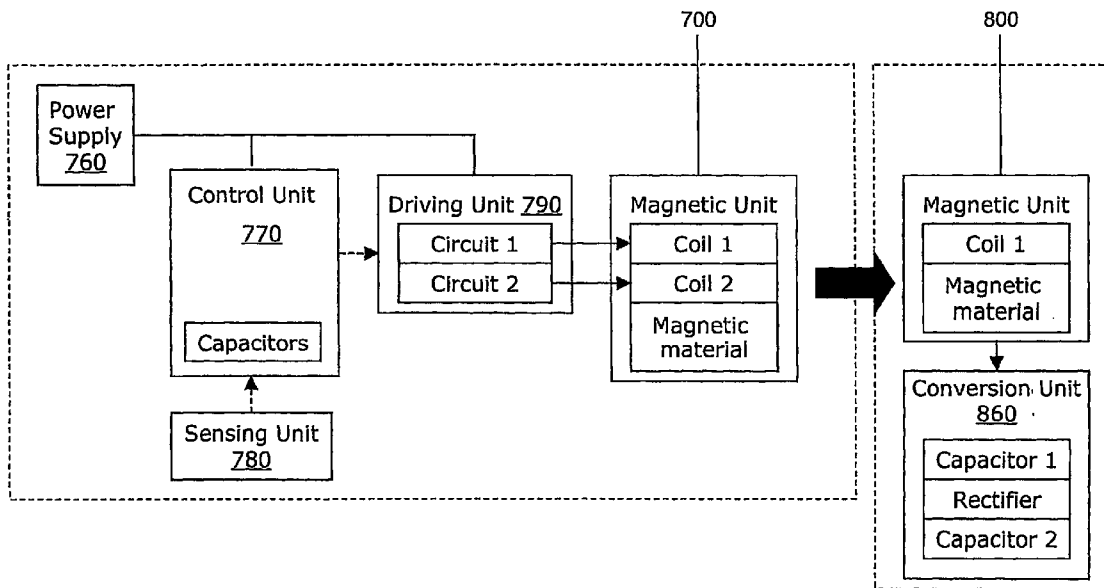 700
800
Power
Supply
760
Control Unit
770
Capacitors
Sensing Unit
780
Driving Unit 790
Circuit 1
Circuit 2
Magnetic Unit
Coil 1
Coil 2
Magnetic
material
Magnetic Unit
Coil 1
Magnetic
material
Conversion Unit
860
Capacitor 1
Rectifier
Capacitor 2